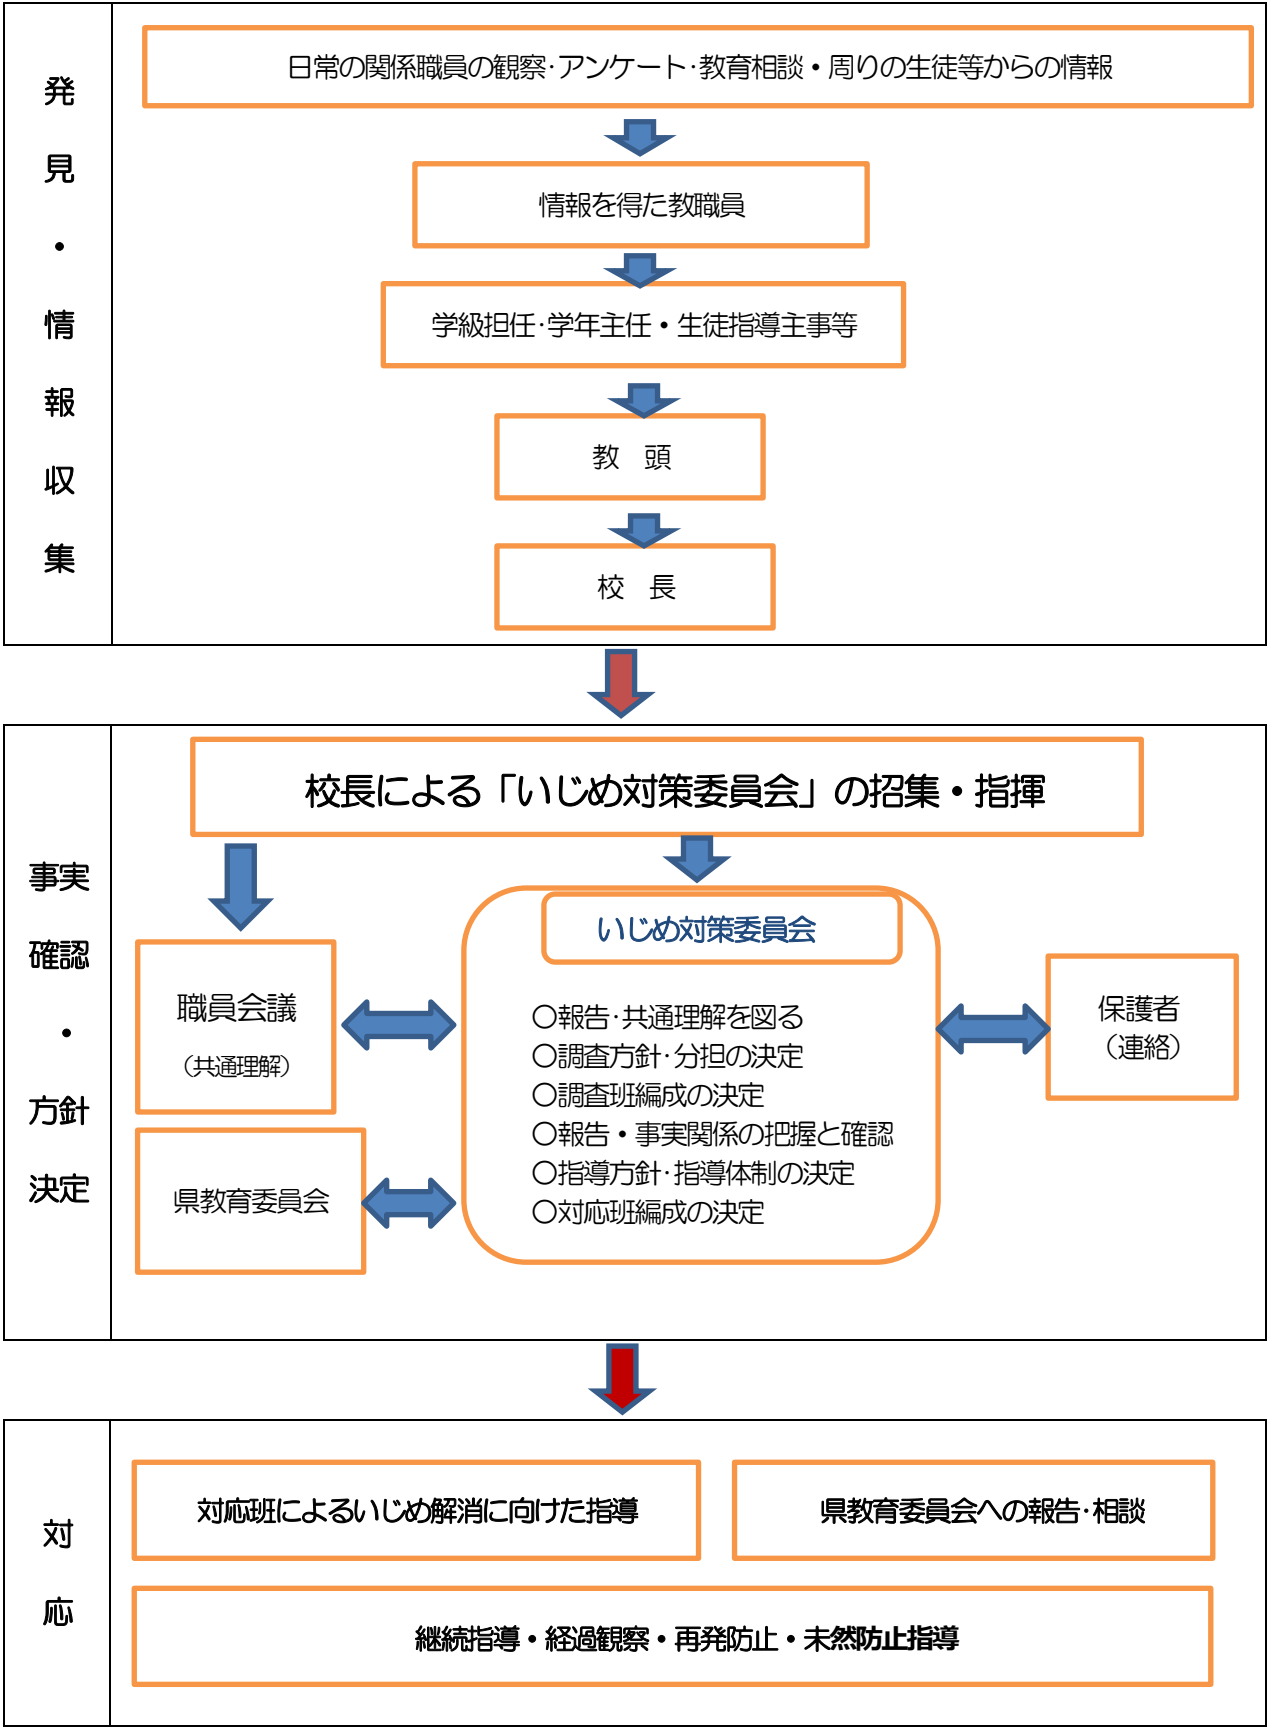 発見・情報収集
日常の関係職員の観察･アンケート･教育相談・周りの生徒等からの情報
情報を得た教職員
学級担任･学年主任・生徒指導主事等
教　頭
校　長
事実
確認
・
方針
決定
校長による「いじめ対策委員会」の招集・指揮
職員会議
（共通理解）
県教育委員会
いじめ対策委員会
〇報告･共通理解を図る
〇調査方針･分担の決定
〇調査班編成の決定
〇報告・事実関係の把握と確認
〇指導方針･指導体制の決定
〇対応班編成の決定
保護者
（連絡）
対応
対応班によるいじめ解消に向けた指導
県教育委員会への報告･相談
継続指導・経過観察・再発防止・未然防止指導